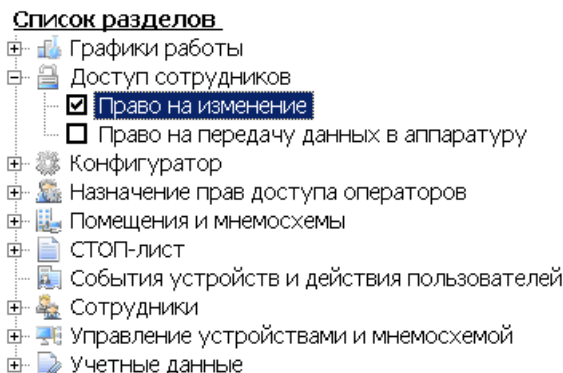 Список разделов
Графики работы
Доступ сотрудников
Право на изменение
Право на передачу данных в аппаратуру
Конфигуратор
Назначение прав доступа операторов
Помещения и мнемосхемы
СТОП-лист
События устройств и действия пользователей
Сотрудники
Управление устройствами и мнемосхемой
Учетные данные